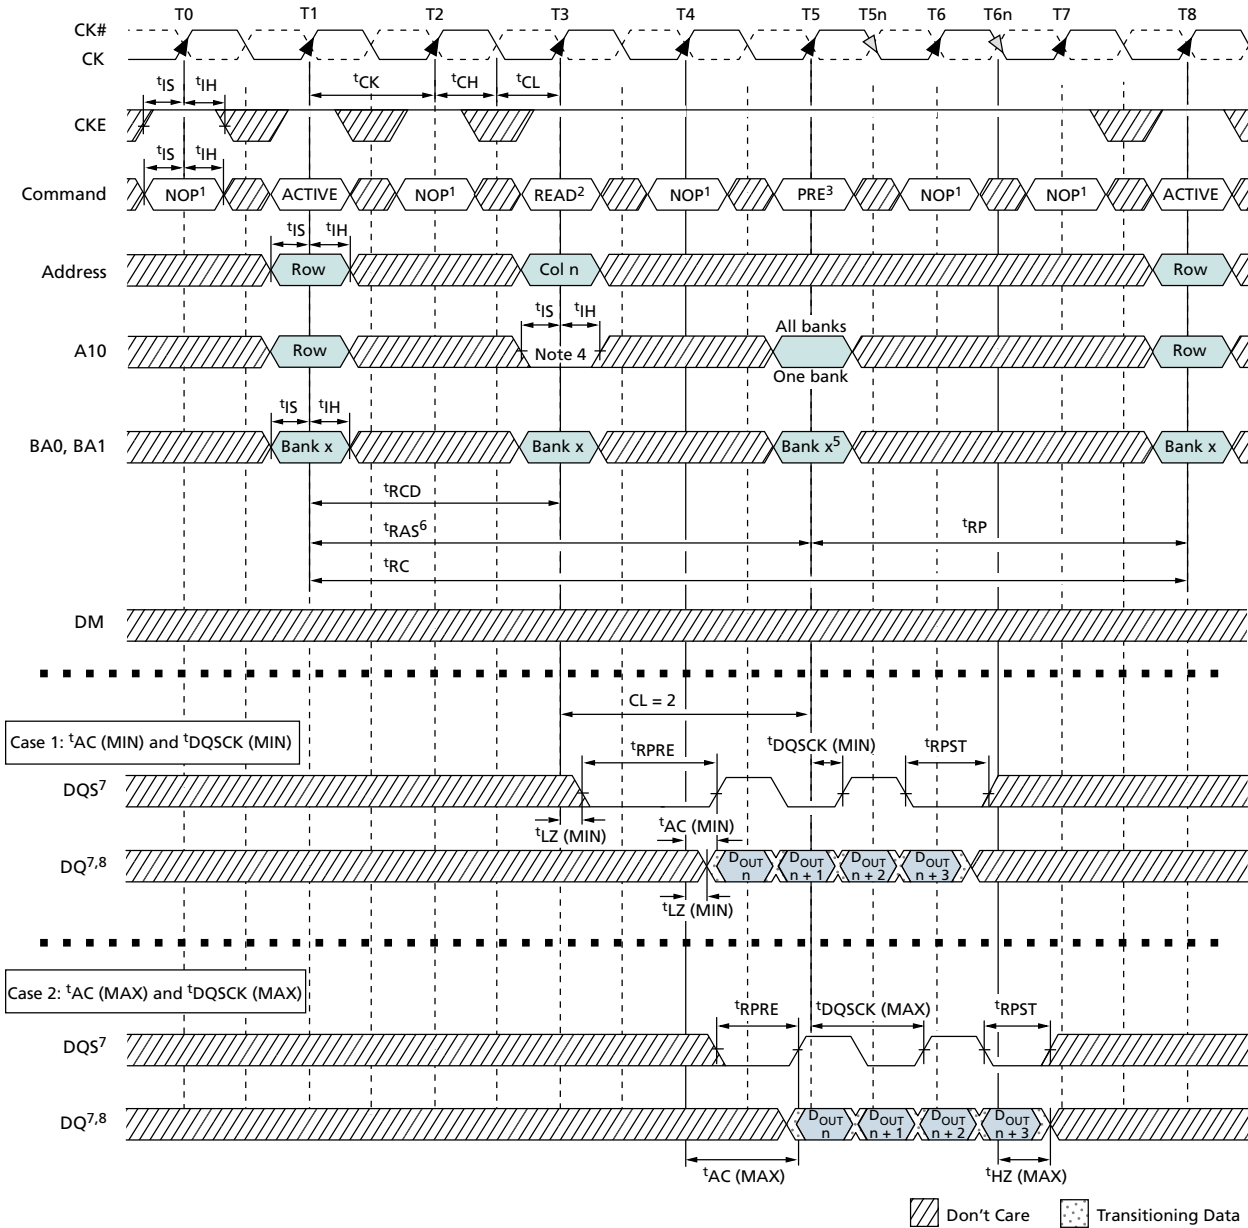 T0 T1 T2 T3 T4 T5 T5n T6 T6n T7 T8
CK#
CK
tIS tIH tCK tCH tCL
CKE
tIS tIH
Command NOP1 ACTIVE NOP1 READ2 NOP1 PRE3 NOP1 NOP1 ACTIVE
tIS tIH
Address Row Col n Row
tIS tIH All banks
A10 Row Note 4 Row
One bank
tIS tIH
BA0, BA1 Bank x Bank x Bank x5 Bank x
tRCD
tRAS6 tRP
tRC
DM
CL = 2
Case 1: tAC (MIN) and tDQSCK (MIN)
tRPRE tDQSCK (MIN) tRPST
DQS7
tLZ (MIN) tAC (MIN)
DQ7,8 DOUT n DOUT n + 1 DOUT n + 2 DOUT n + 3
tLZ (MIN)
Case 2: tAC (MAX) and tDQSCK (MAX)
tRPRE tDQSCK (MAX) tRPST
DQS7
DQ7,8 DOUT n DOUT n + 1 DOUT n + 2 DOUT n + 3
tAC (MAX) tHZ (MAX)
Don't Care Transitioning Data